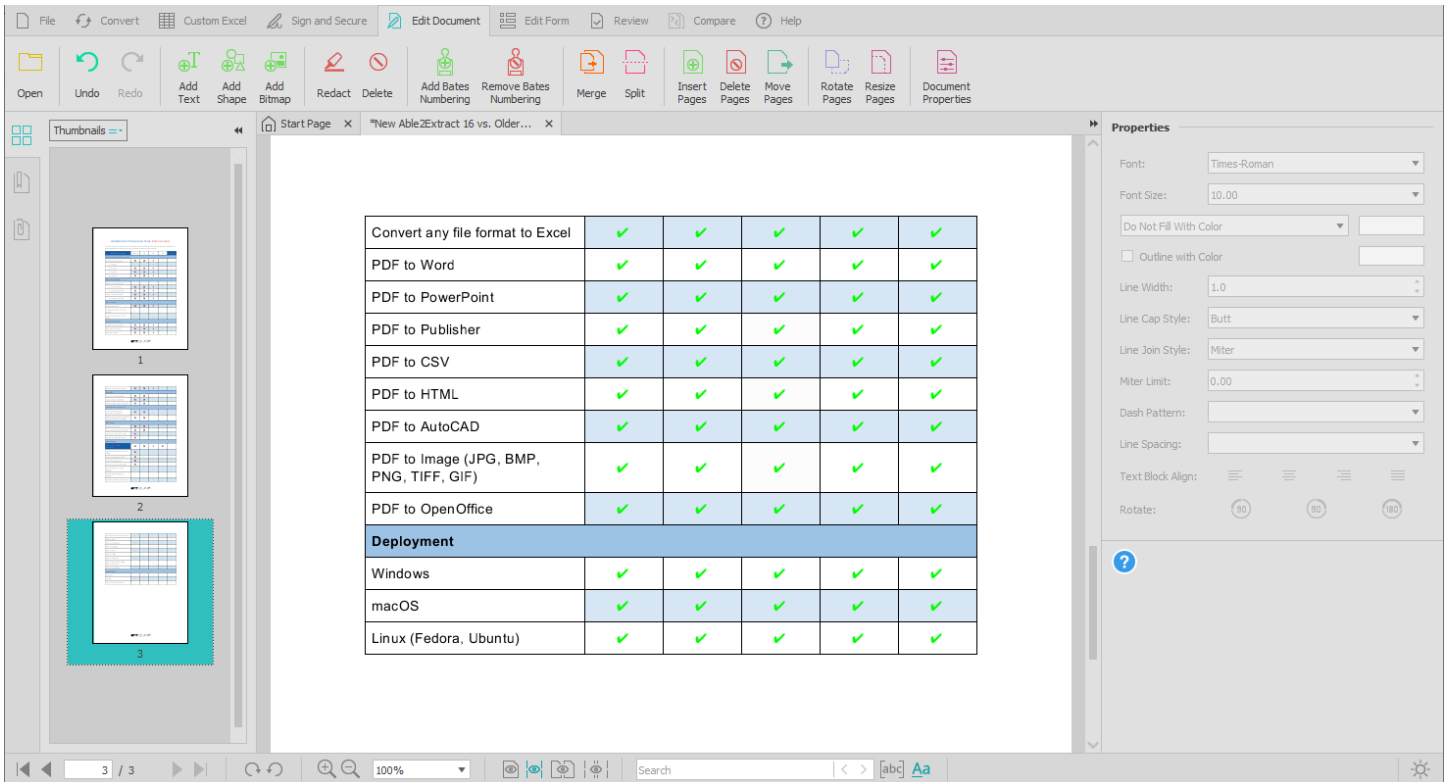 File Convert Custom Excel Sign and Secure Edit Document Edit Form Review Compare Help
Open Undo Redo Add Text Add Shape Add Bitmap Redact Delete Add Bates Numbering Remove Bates Numbering Merge Split Insert Pages Delete Pages Move Pages Rotate Pages Resize Pages Document Properties
Thumbnails
Start Page
*New Able2Extract 16 vs. Older...
1
2
3
Convert any file format to Excel
PDF to Word
PDF to PowerPoint
PDF to Publisher
PDF to CSV
PDF to HTML
PDF to AutoCAD
PDF to Image (JPG, BMP,
PNG, TIFF, GIF)
PDF to OpenOffice
Deployment
Windows
macOS
Linux (Fedora, Ubuntu)
Properties
Font: Times-Roman
Font Size: 10.00
Do Not Fill With Color
Outline with Color
Line Width: 1.0
Line Cap Style: Butt
Line Join Style: Miter
Miter Limit: 0.00
Dash Pattern:
Line Spacing:
Text Block Align:
Rotate: 90 90 180
?
3 / 3 100% Search abc Aa